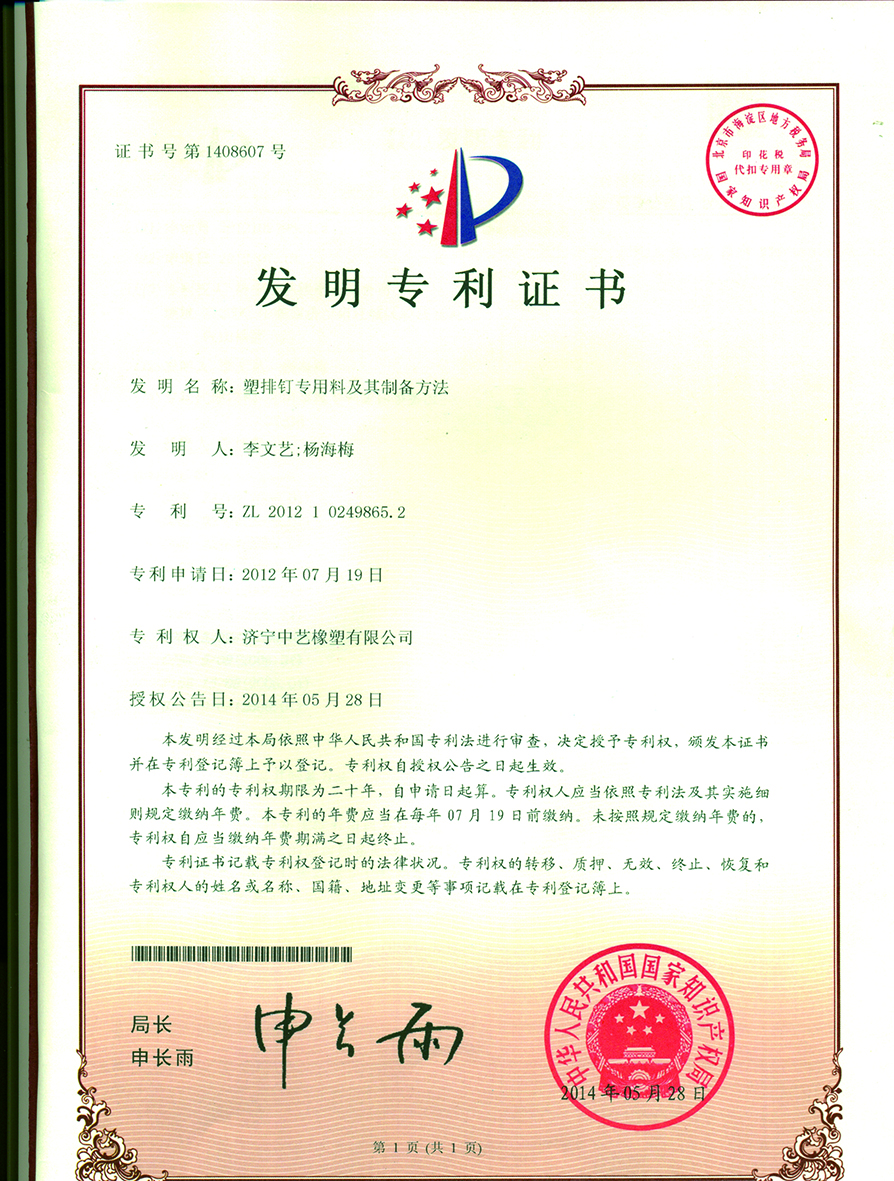 证书号第1408607号
北京市海淀区地方税务局
印花税
代扣专用章
国家知识产权局
发明专利证书
发明名称：塑排钉专用料及其制备方法
发明人：李文艺;杨海梅
专利号：ZL 2012 1 0249865.2
专利申请日：2012年07月19日
专利权人：济宁中艺橡塑有限公司
授权公告日：2014年05月28日
本发明经过本局依照中华人民共和国专利法进行审查，决定授予专利权，颁发本证书
并在专利登记簿上予以登记。专利权自授权公告之日起生效。
本专利的专利权期限为二十年，自申请日起算。专利权人应当依照专利法及其实施细
则规定缴纳年费。本专利的年费应当在每年07月19日前缴纳。未按照规定缴纳年费的，
专利权自应当缴纳年费期满之日起终止。
专利证书记载专利权登记时的法律状况。专利权的转移、质押、无效、终止、恢复和
专利权人的姓名或名称、国籍、地址变更等事项记载在专利登记簿上。
局长
申长雨
申长雨
中华人民共和国国家知识产权局
2014年05月28日
第1页(共1页)